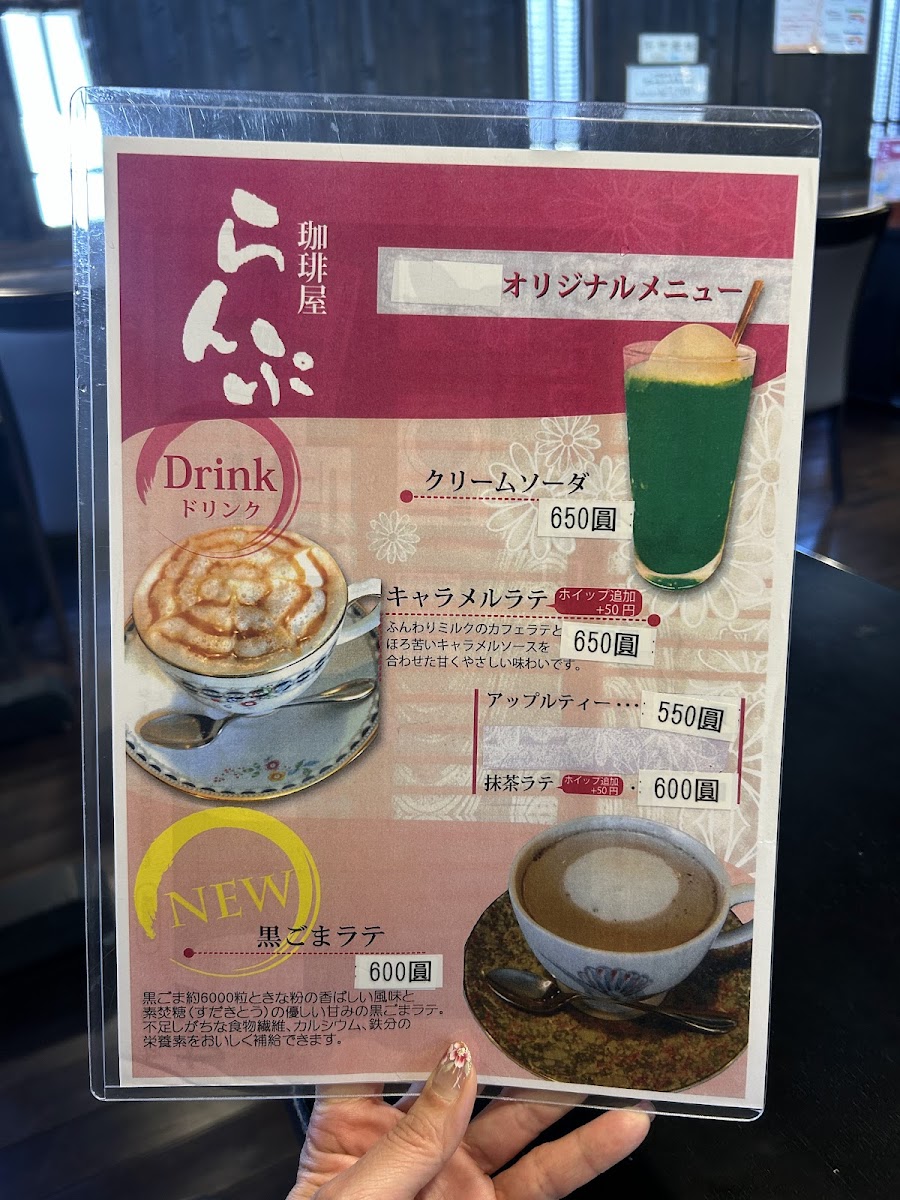 珈琲屋
らんぷ
オリジナルメニュー
Drink
ドリンク
クリームソーダ
650圓
キャラメルラテ
ホイップ追加
+50円
ふんわりミルクのカフェラテと
ほろ苦いキャラメルソースを
合わせた甘くやさしい味わいです。
650圓
アップルティー・・・
550圓
抹茶ラテ
ホイップ追加
+50円
・
600圓
NEW
黒ごまラテ
600圓
黒ごま約6000粒ときな粉の香ばしい風味と
素焚糖(すだきとう)の優しい甘みの黒ごまラテ。
不足しがちな食物繊維、カルシウム、鉄分の
栄養素をおいしく補給できます。